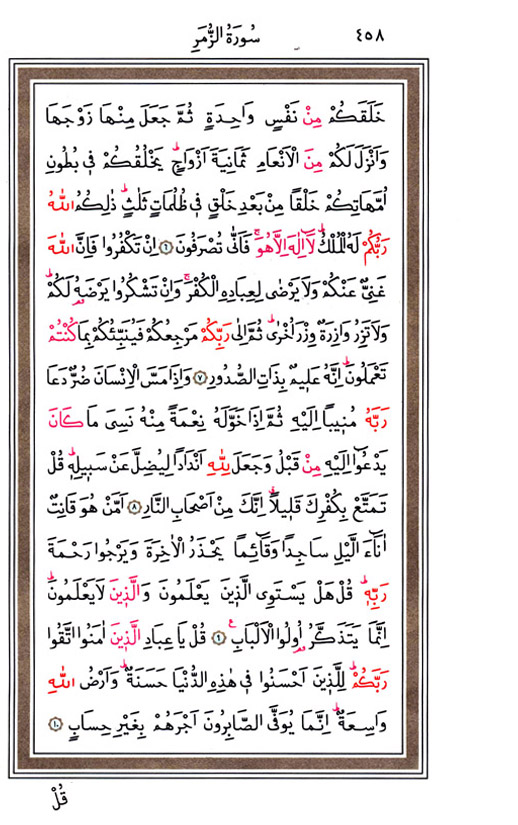 ٤٥٨ سُورَةُ الزُّمَرِ
خَلَقَكُمْ مِنْ نَفْسٍ وَاحِدَةٍ ثُمَّ جَعَلَ مِنْهَا زَوْجَهَا
وَاَنْزَلَ لَكُمْ مِنَ الْاَنْعَامِ ثَمَانِيَةَ اَزْوَاجٍۜ يَخْلُقُكُمْ ف۪ي بُطُونِ
اُمَّهَاتِكُمْ خَلْقًا مِنْ بَعْدِ خَلْقٍ ف۪ي ظُلُمَاتٍ ثَلٰثٍۜ ذٰلِكُمُ اللّٰهُ
رَبُّكُمْ لَهُ الْمُلْكُۜ لَٓا اِلٰهَ اِلَّا هُوَۚ فَاَنّٰى تُصْرَفُونَ ﴿٦﴾ اِنْ تَكْفُرُوا فَاِنَّ اللّٰهَ
غَنِيٌّ عَنْكُمْ وَلَا يَرْضٰى لِعِبَادِهِ الْكُفْرَۚ وَاِنْ تَشْكُرُوا يَرْضَهُ لَكُمْۜ
وَلَا تَزِرُ وَازِرَةٌ وِزْرَ اُخْرٰىۜ ثُمَّ اِلٰى رَبِّكُمْ مَرْجِعُكُمْ فَيُنَبِّئُكُمْ بِمَا كُنْتُمْ
تَعْمَلُونَۜ اِنَّهُ عَل۪يمٌ بِذَاتِ الصُّدُورِ ﴿٧﴾ وَاِذَا مَسَّ الْاِنْسَانَ ضُرٌّ دَعَا
رَبَّهُ مُن۪يبًا اِلَيْهِ ثُمَّ اِذَا خَوَّلَهُ نِعْمَةً مِنْهُ نَسِيَ مَا كَانَ
يَدْعُٓوا اِلَيْهِ مِنْ قَبْلُ وَجَعَلَ لِلّٰهِ اَنْدَادًا لِيُضِلَّ عَنْ سَب۪يلِه۪ۜ قُلْ
تَمَتَّعْ بِكُفْرِكَ قَل۪يلًاۗ اِنَّكَ مِنْ اَصْحَابِ النَّارِ ﴿٨﴾ اَمَّنْ هُوَ قَانِتٌ
اٰنَٓاءَ الَّيْلِ سَاجِدًا وَقَٓائِمًا يَحْذَرُ الْاٰخِرَةَ وَيَرْجُوا رَحْمَةَ
رَبِّه۪ۜ قُلْ هَلْ يَسْتَوِي الَّذ۪ينَ يَعْلَمُونَ وَالَّذ۪ينَ لَا يَعْلَمُونَۜ
اِنَّمَا يَتَذَكَّرُ اُولُوا الْاَلْبَابِ۟ ﴿٩﴾ قُلْ يَا عِبَادِ الَّذ۪ينَ اٰمَنُوا اتَّقُوا
رَبَّكُمْۜ لِلَّذ۪ينَ اَحْسَنُوا ف۪ي هٰذِهِ الدُّنْيَا حَسَنَةٌۜ وَاَرْضُ اللّٰهِ
وَاسِعَةٌۜ اِنَّمَا يُوَفَّى الصَّابِرُونَ اَجْرَهُمْ بِغَيْرِ حِسَابٍ ﴿١٠﴾
قُلْ